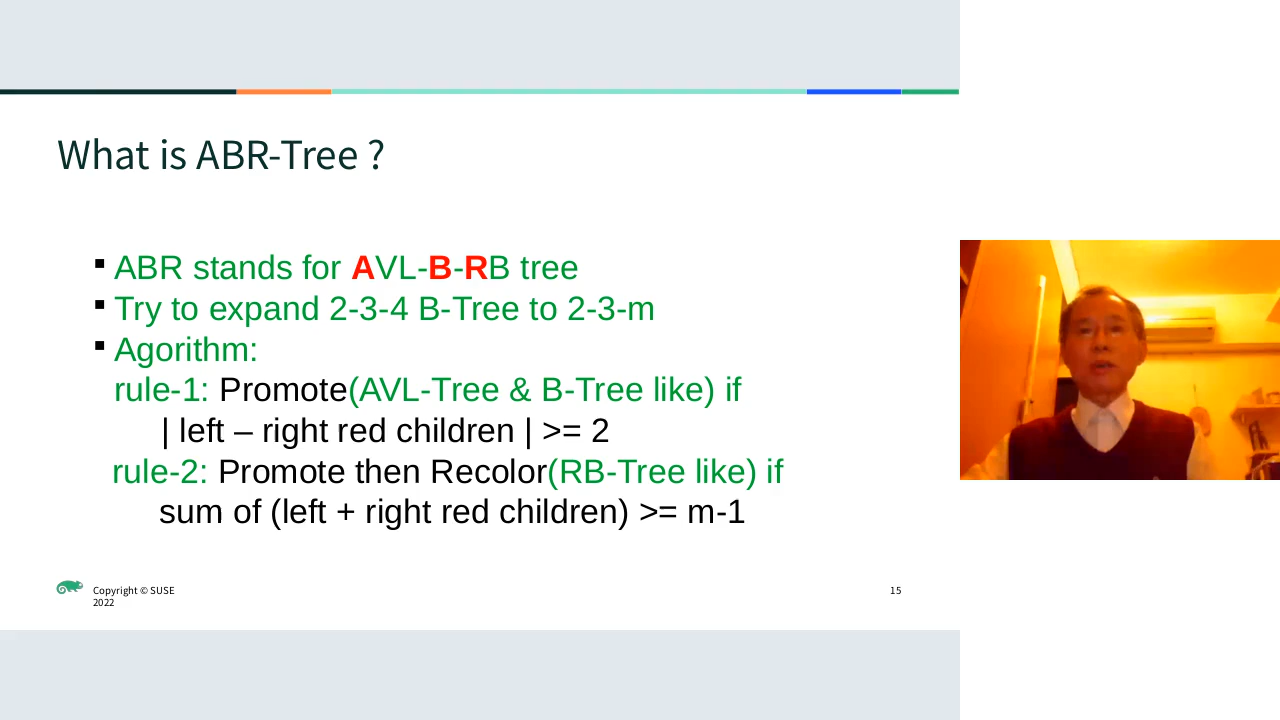 What is ABR-Tree ?
ABR stands for AVL-B-RB tree
Try to expand 2-3-4 B-Tree to 2-3-m
Agorithm:
rule-1: Promote(AVL-Tree & B-Tree like) if
| left – right red children | >= 2
rule-2: Promote then Recolor(RB-Tree like) if
sum of (left + right red children) >= m-1
Copyright © SUSE
2022
15